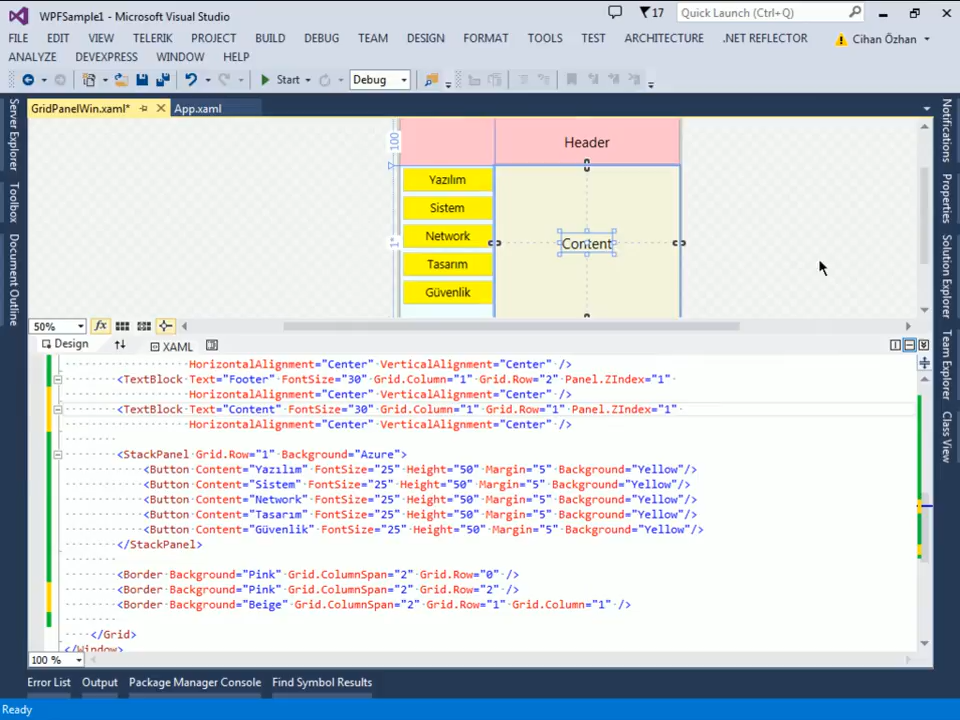 WPFSample1 - Microsoft Visual Studio
17
Quick Launch (Ctrl+Q)
FILE EDIT VIEW TELERIK PROJECT BUILD DEBUG TEAM DESIGN FORMAT TOOLS TEST ARCHITECTURE .NET REFLECTOR Cihan Özhan
ANALYZE DEVEXPRESS WINDOW HELP
Start Debug
GridPanelWin.xaml* App.xaml
Server Explorer
Toolbox
Document Outline
Notifications
Properties
Solution Explorer
Team Explorer
Class View
100
Header
Yazılım
Sistem
Network
1*
Content
Tasarım
Güvenlik
50% fx
Design XAML
HorizontalAlignment="Center" VerticalAlignment="Center" />
<TextBlock Text="Footer" FontSize="30" Grid.Column="1" Grid.Row="2" Panel.ZIndex="1"
HorizontalAlignment="Center" VerticalAlignment="Center" />
<TextBlock Text="Content" FontSize="30" Grid.Column="1" Grid.Row="1" Panel.ZIndex="1"
HorizontalAlignment="Center" VerticalAlignment="Center" />
<StackPanel Grid.Row="1" Background="Azure">
<Button Content="Yazılım" FontSize="25" Height="50" Margin="5" Background="Yellow"/>
<Button Content="Sistem" FontSize="25" Height="50" Margin="5" Background="Yellow"/>
<Button Content="Network" FontSize="25" Height="50" Margin="5" Background="Yellow"/>
<Button Content="Tasarım" FontSize="25" Height="50" Margin="5" Background="Yellow"/>
<Button Content="Güvenlik" FontSize="25" Height="50" Margin="5" Background="Yellow"/>
</StackPanel>
<Border Background="Pink" Grid.ColumnSpan="2" Grid.Row="0" />
<Border Background="Pink" Grid.ColumnSpan="2" Grid.Row="2" />
<Border Background="Beige" Grid.ColumnSpan="2" Grid.Row="1" Grid.Column="1" />
</Grid>
</Window>
100 %
Error List Output Package Manager Console Find Symbol Results
Ready